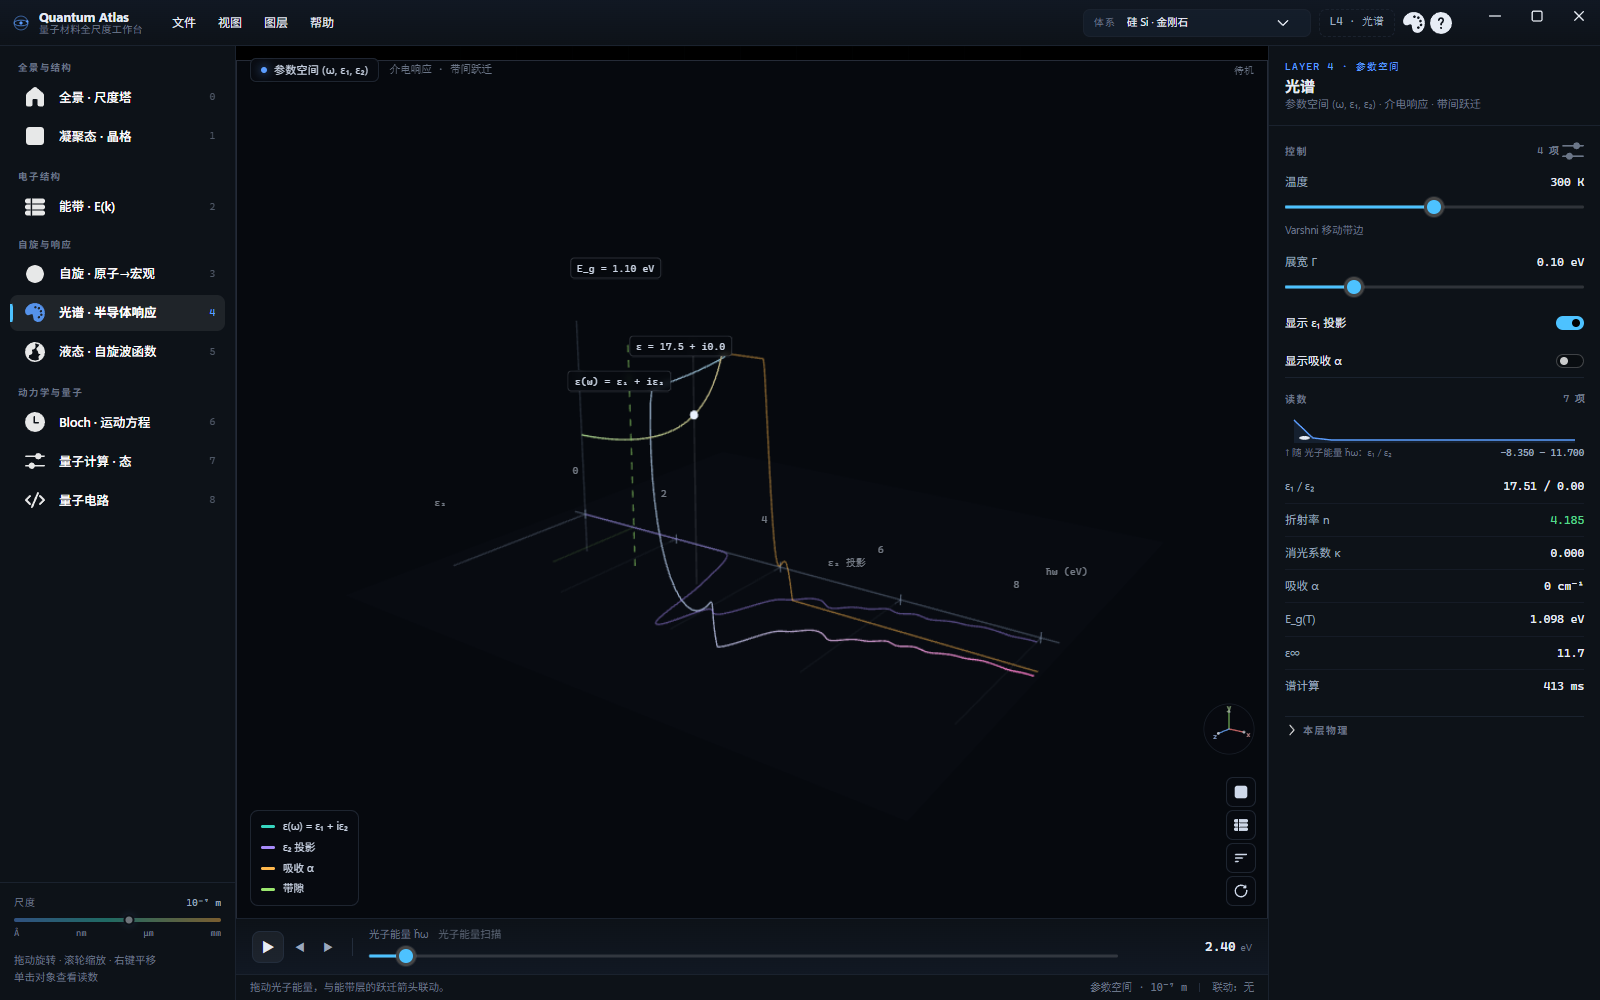 Quantum Atlas
量子材料全尺度工作台
文件
视图
图层
帮助
体系 硅 Si · 金刚石
L4 · 光谱
全景与结构
全景 · 尺度塔 0
凝聚态 · 晶格 1
电子结构
能带 · E(k) 2
自旋与响应
自旋 · 原子→宏观 3
光谱 · 半导体响应 4
液态 · 自旋波函数 5
动力学与量子
Bloch · 运动方程 6
量子计算 · 态 7
量子电路 8
尺度
Å nm μm mm
拖动旋转 · 滚轮缩放 · 右键平移
单击对象查看读数
参数空间 (ω, ε₁, ε₂) 介电响应 · 带间跃迁
待机
E_g = 1.10 eV
ε = 17.5 + i0.0
ε(ω) = ε₁ + iε₂
0
2
4
6
8
ε₂ 投影
ħω (eV)
y
z
x
ε(ω) = ε₁ + iε₂
ε₂ 投影
吸收 α
带隙
光子能量 ħω 光子能量扫描
2.40 eV
拖动光子能量，与能带层的跃迁箭头联动。
联动: 无
LAYER 4 · 参数空间
光谱
参数空间 (ω, ε₁, ε₂) · 介电响应 · 带间跃迁
控制 4 项
温度 300 K
Varshni 移动带边
展宽 Γ 0.10 eV
显示 ε₁ 投影
显示吸收 α
读数 7 项
↑随 光子能量 ħω: ε₁ / ε₂ −8.350 – 11.700
ε₁ / ε₂ 17.51 / 0.00
折射率 n 4.185
消光系数 κ 0.000
吸收 α 0 cm⁻¹
E_g(T) 1.098 eV
ε∞ 11.7
谱计算 413 ms
本层物理